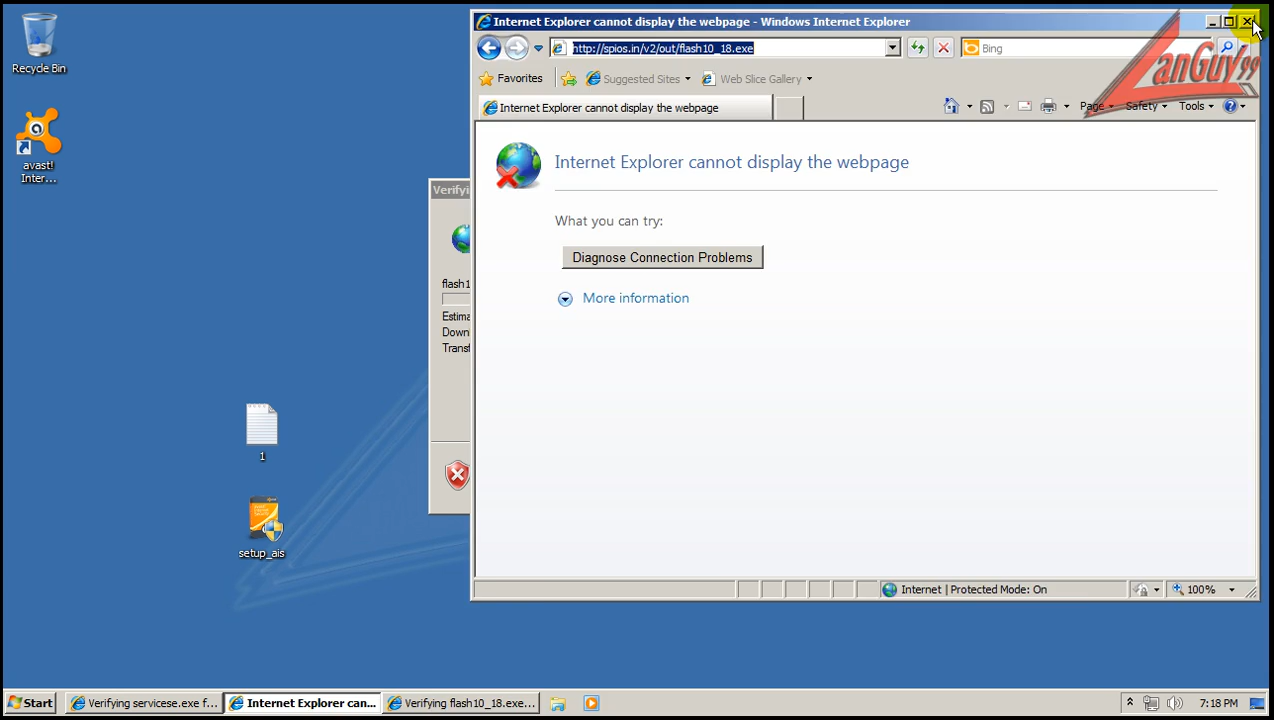 Recycle Bin
avast!
Inter...
1
setup_ais
Verifyi
flash1
Estima
Down
Transf
Internet Explorer cannot display the webpage - Windows Internet Explorer
http://spios.in/v2/out/flash10_18.exe
Bing
anGuy99
Favorites
Suggested Sites
Web Slice Gallery
Internet Explorer cannot display the webpage
Page
Safety
Tools
Internet Explorer cannot display the webpage
What you can try:
Diagnose Connection Problems
More information
Internet | Protected Mode: On
100%
Start
Verifying servicese.exe f...
Internet Explorer can...
Verifying flash10_18.exe...
7:18 PM